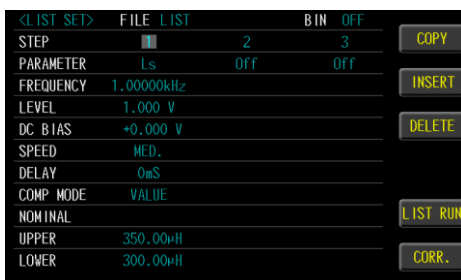 <LIST SET> FILE LIST BIN OFF
STEP 1 2 3
PARAMETER Ls Off Off
FREQUENCY 1.00000kHz
LEVEL 1.000 V
DC BIAS +0.000 V
SPEED MED.
DELAY 0mS
COMP MODE VALUE
NOMINAL
UPPER 350.00μH
LOWER 300.00μH
COPY
INSERT
DELETE
LIST RUN
CORR.